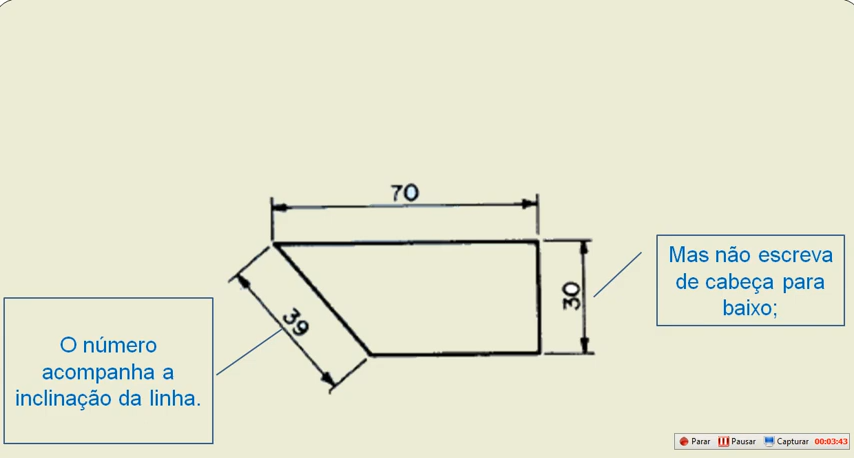 70
Mas não escreva
de cabeça para
baixo;
30
39
O número
acompanha a
inclinação da linha.
Parar Pausar Capturar 00:03:43